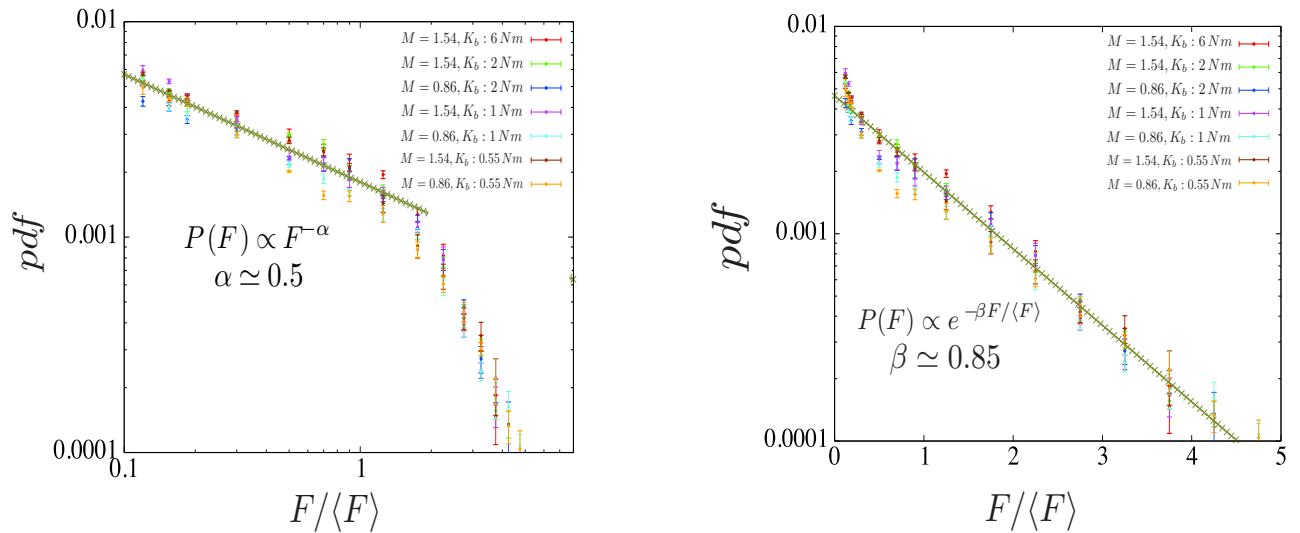 0.01
M = 1.54, K_b : 6 Nm
M = 1.54, K_b : 2 Nm
M = 0.86, K_b : 2 Nm
M = 1.54, K_b : 1 Nm
M = 0.86, K_b : 1 Nm
M = 1.54, K_b : 0.55 Nm
M = 0.86, K_b : 0.55 Nm
pdf
0.001
P(F) ∝ F^{-α}
α ≃ 0.5
0.0001
0.1
1
F/⟨F⟩
0.01
M = 1.54, K_b : 6 Nm
M = 1.54, K_b : 2 Nm
M = 0.86, K_b : 2 Nm
M = 1.54, K_b : 1 Nm
M = 0.86, K_b : 1 Nm
M = 1.54, K_b : 0.55 Nm
M = 0.86, K_b : 0.55 Nm
pdf
0.001
P(F) ∝ e^{-βF/⟨F⟩}
β ≃ 0.85
0.0001
0 1 2 3 4 5
F/⟨F⟩